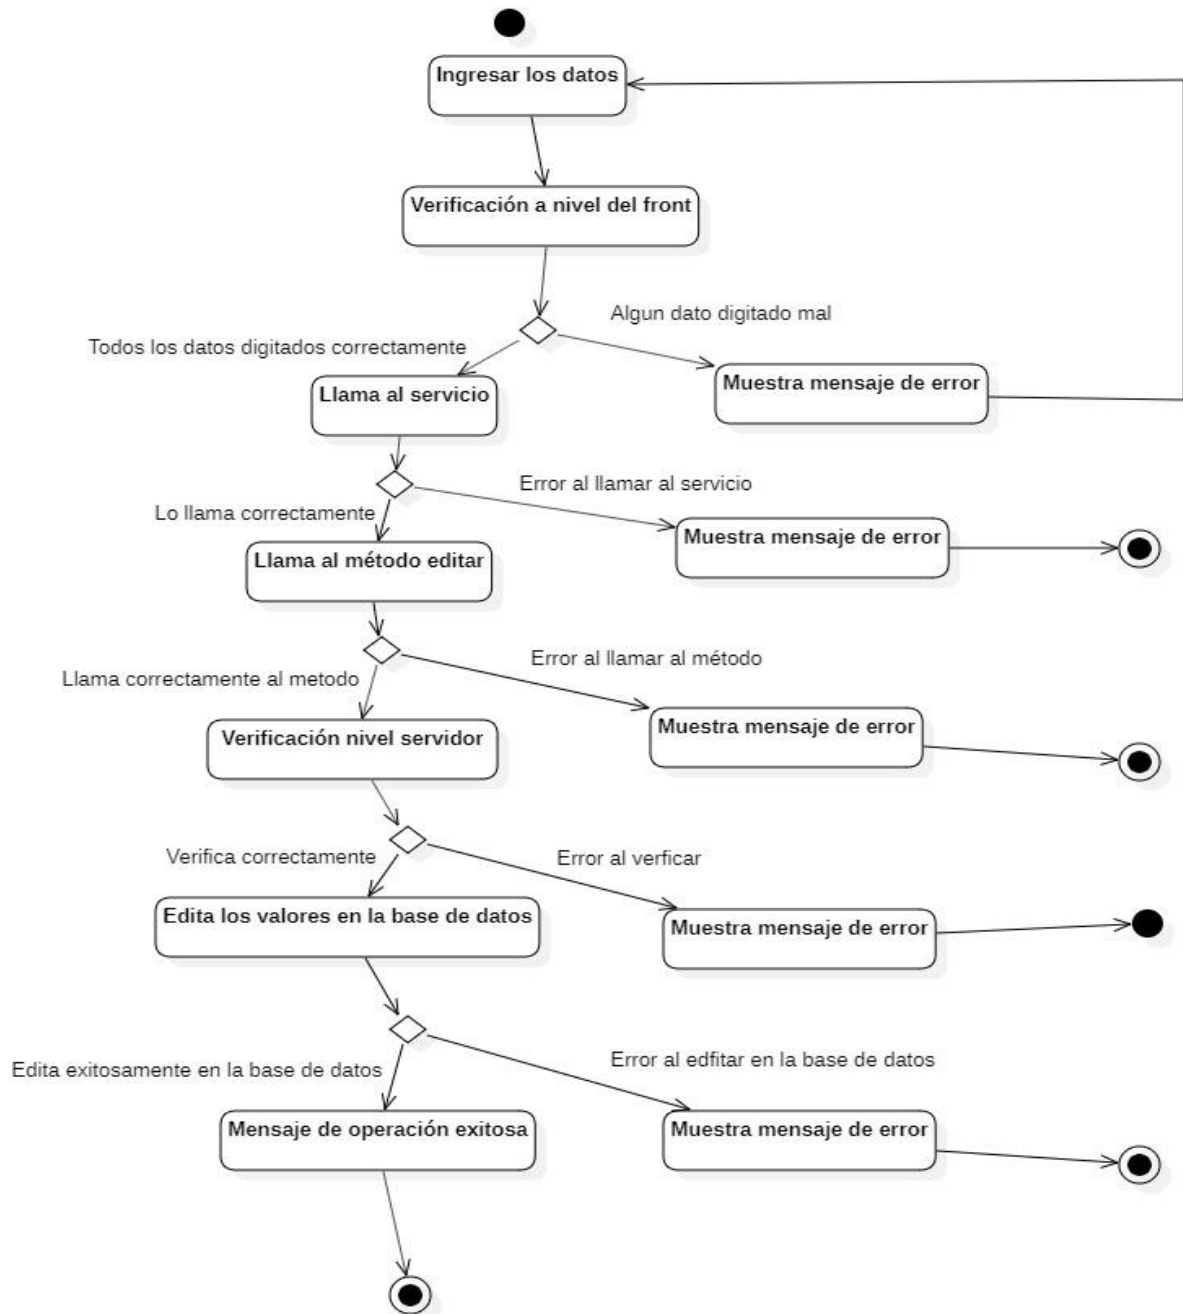 Ingresar los datos
Verificación a nivel del front
Algun dato digitado mal
Todos los datos digitados correctamente
Muestra mensaje de error
Llama al servicio
Error al llamar al servicio
Lo llama correctamente
Muestra mensaje de error
Llama al método editar
Error al llamar al método
Llama correctamente al metodo
Muestra mensaje de error
Verificación nivel servidor
Verifica correctamente
Error al verficar
Edita los valores en la base de datos
Muestra mensaje de error
Error al edfitar en la base de datos
Edita exitosamente en la base de datos
Mensaje de operación exitosa
Muestra mensaje de error